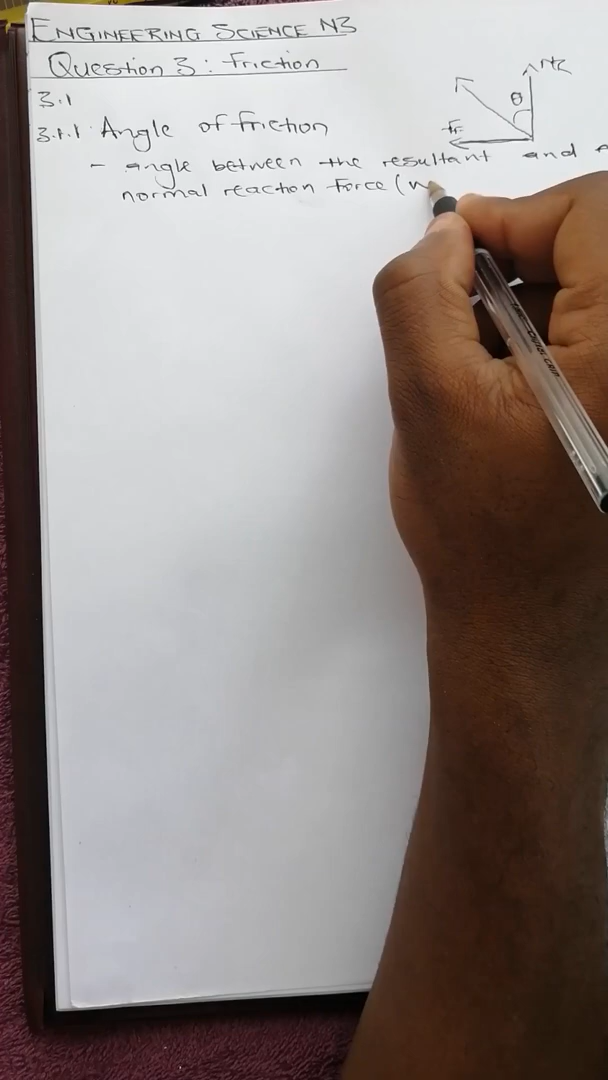 ENGINEERING SCIENCE N3
Question 3: Friction
3.1
3.1.1 Angle of friction
θ
Fr
- angle between the resultant and
normal reaction force (